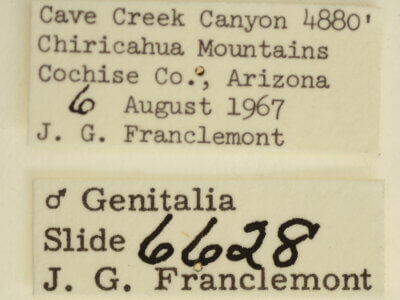 Cave Creek Canyon 4880'
Chiricahua Mountains
Cochise Co., Arizona
6 August 1967
J. G. Franclemont
♂ Genitalia
Slide 6628
J. G. Franclemont